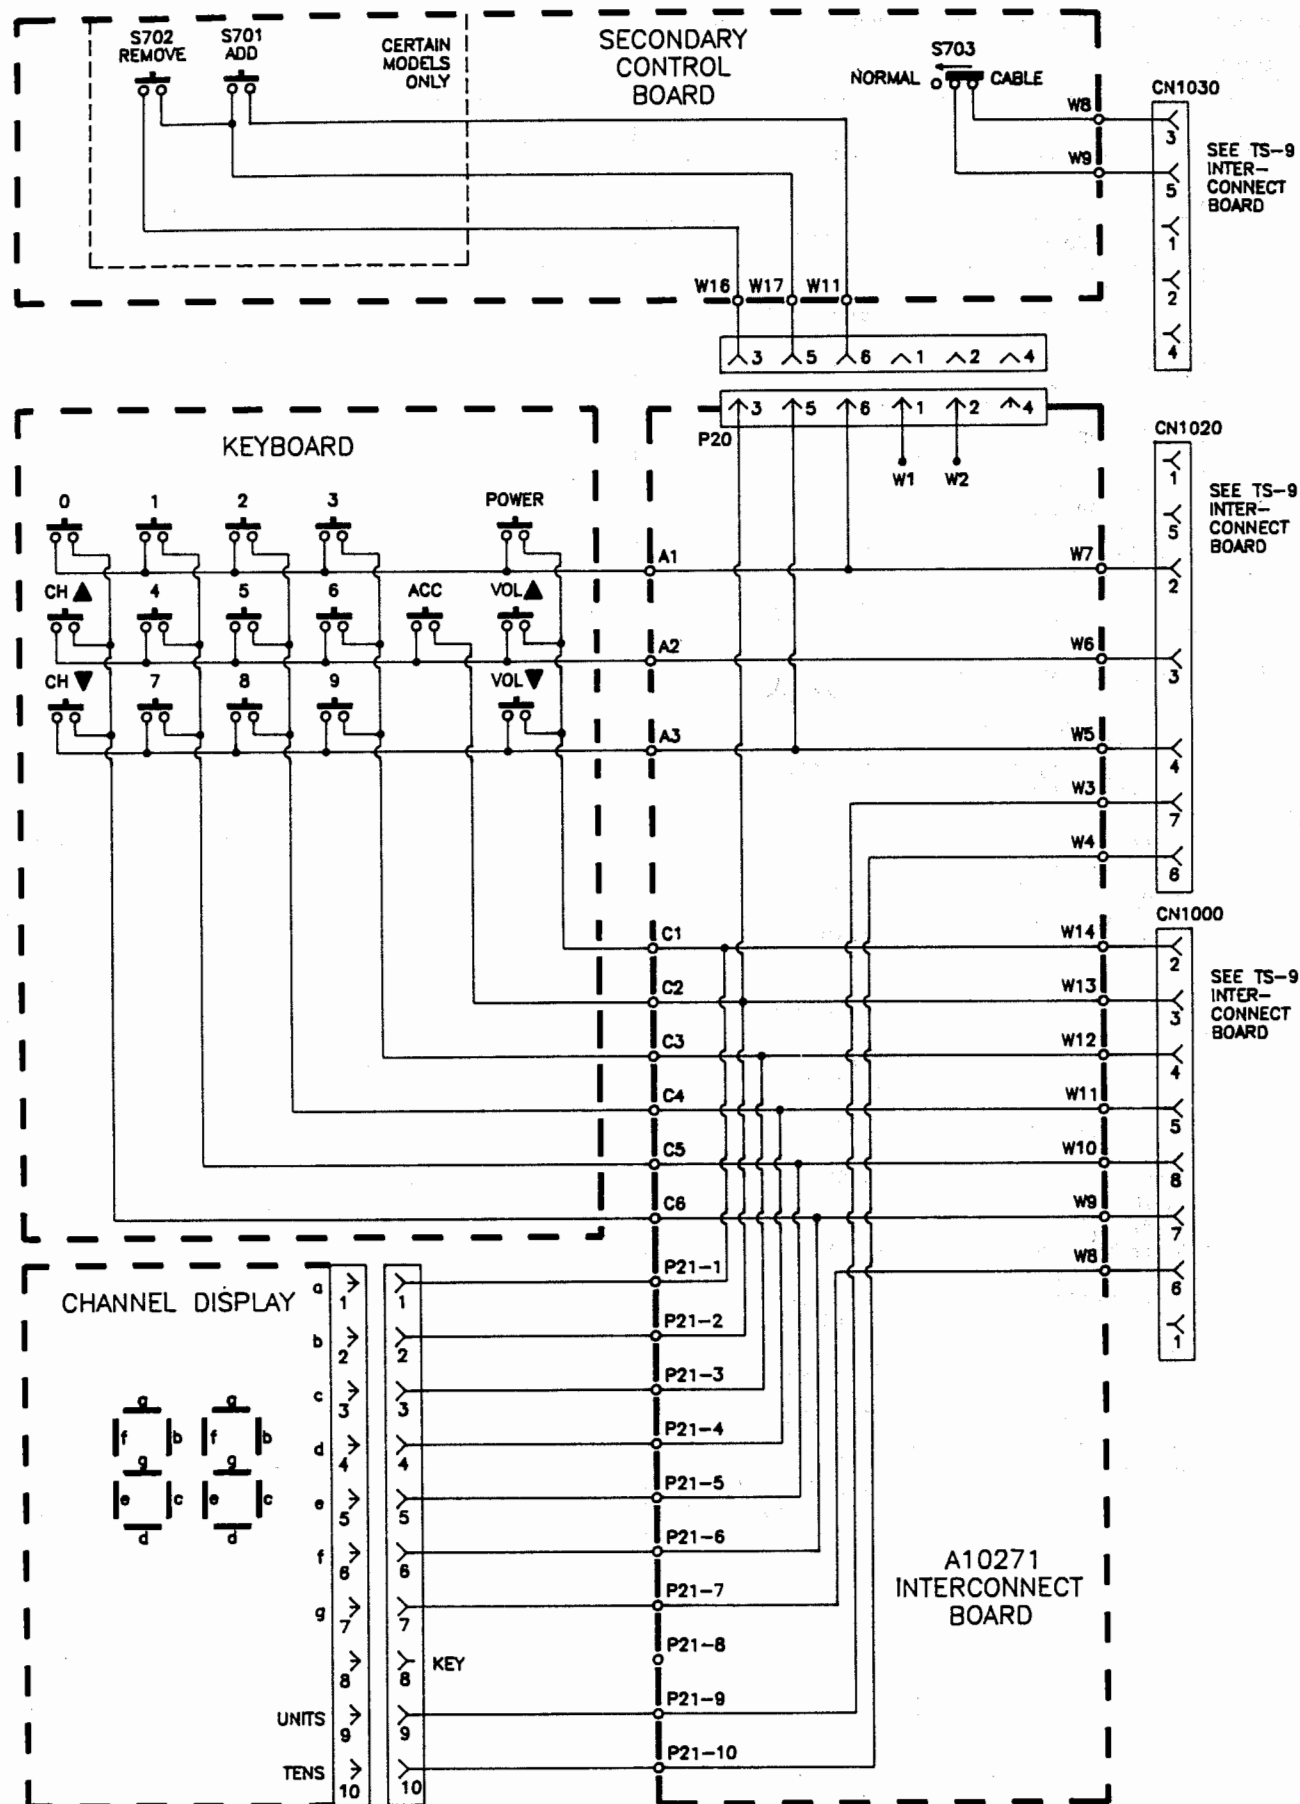 S702
REMOVE
S701
ADD
CERTAIN
MODELS
ONLY
SECONDARY
CONTROL
BOARD
S703
NORMAL
CABLE
W8
W9
CN1030
3
5
1
2
4
SEE TS-9
INTER-
CONNECT
BOARD
W16
W17
W11
3
5
6
1
2
4
3
5
6
1
2
4
P20
W1
W2
KEYBOARD
0
1
2
3
POWER
CH ▲
4
5
6
ACC
VOL ▲
CH ▼
7
8
9
VOL ▼
A1
A2
A3
W7
W6
W5
W3
W4
CN1020
1
5
2
3
4
7
6
SEE TS-9
INTER-
CONNECT
BOARD
C1
C2
C3
C4
C5
C6
W14
W13
W12
W11
W10
W9
W8
CN1000
2
3
4
5
8
7
6
1
SEE TS-9
INTER-
CONNECT
BOARD
CHANNEL DISPLAY
a
f
b
g
e
c
d
a
f
b
g
e
c
d
a
1
b
2
c
3
d
4
e
5
f
6
g
7
8
UNITS
9
TENS
10
1
2
3
4
5
6
7
8
KEY
9
10
P21-1
P21-2
P21-3
P21-4
P21-5
P21-6
P21-7
P21-8
P21-9
P21-10
A10271
INTERCONNECT
BOARD